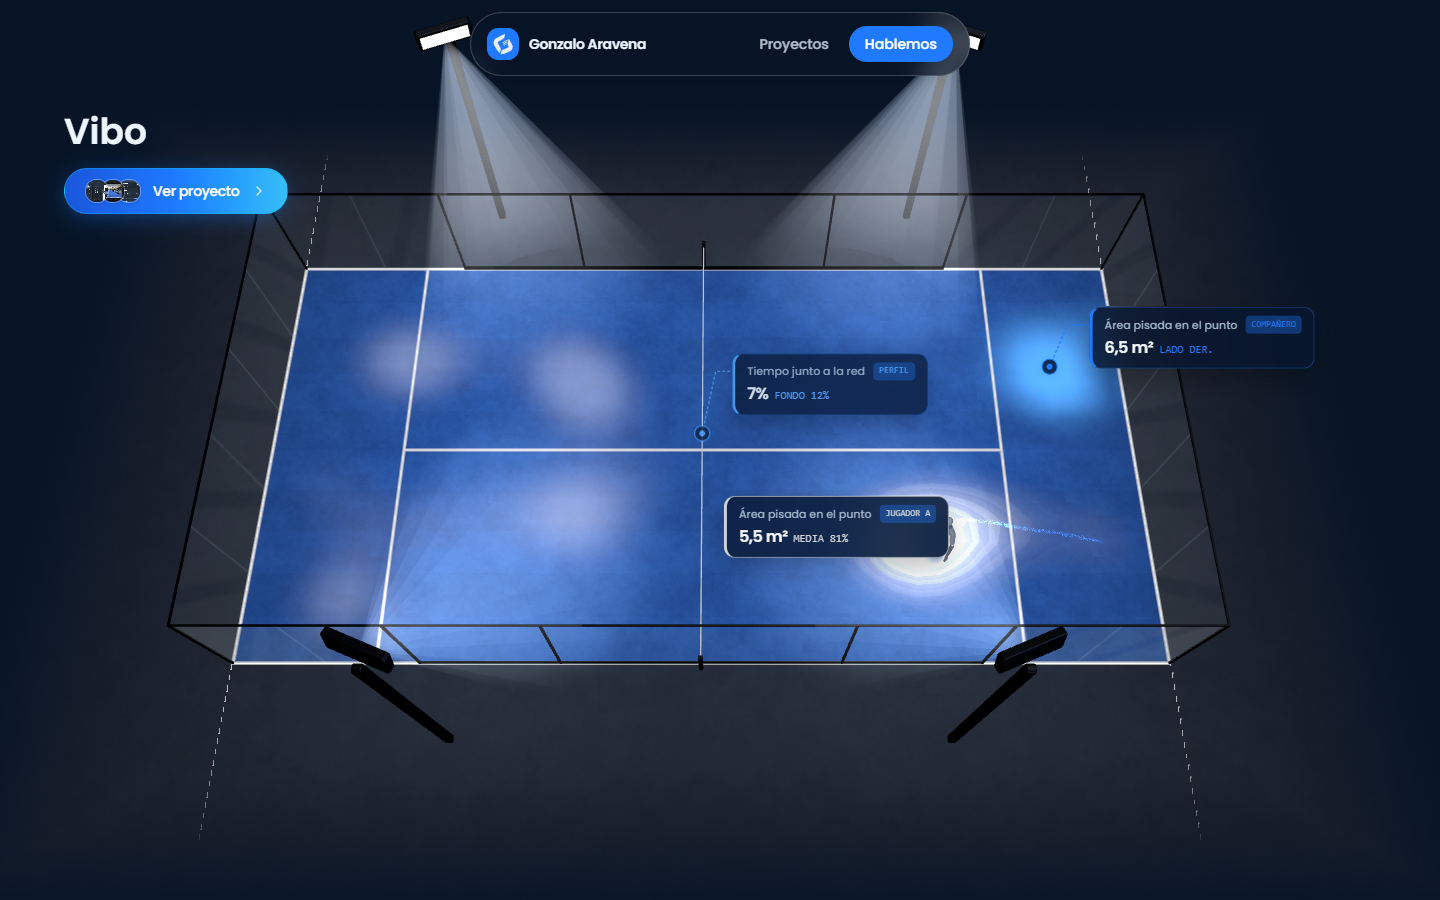 Gonzalo Aravena
Proyectos
Hablemos
Vibo
Ver proyecto
Área pisada en el punto COMPAÑERO
6,5 m² LADO DER.
Tiempo junto a la red PERFIL
7% FONDO 12%
Área pisada en el punto JUGADOR A
5,5 m² MEDIA 81%